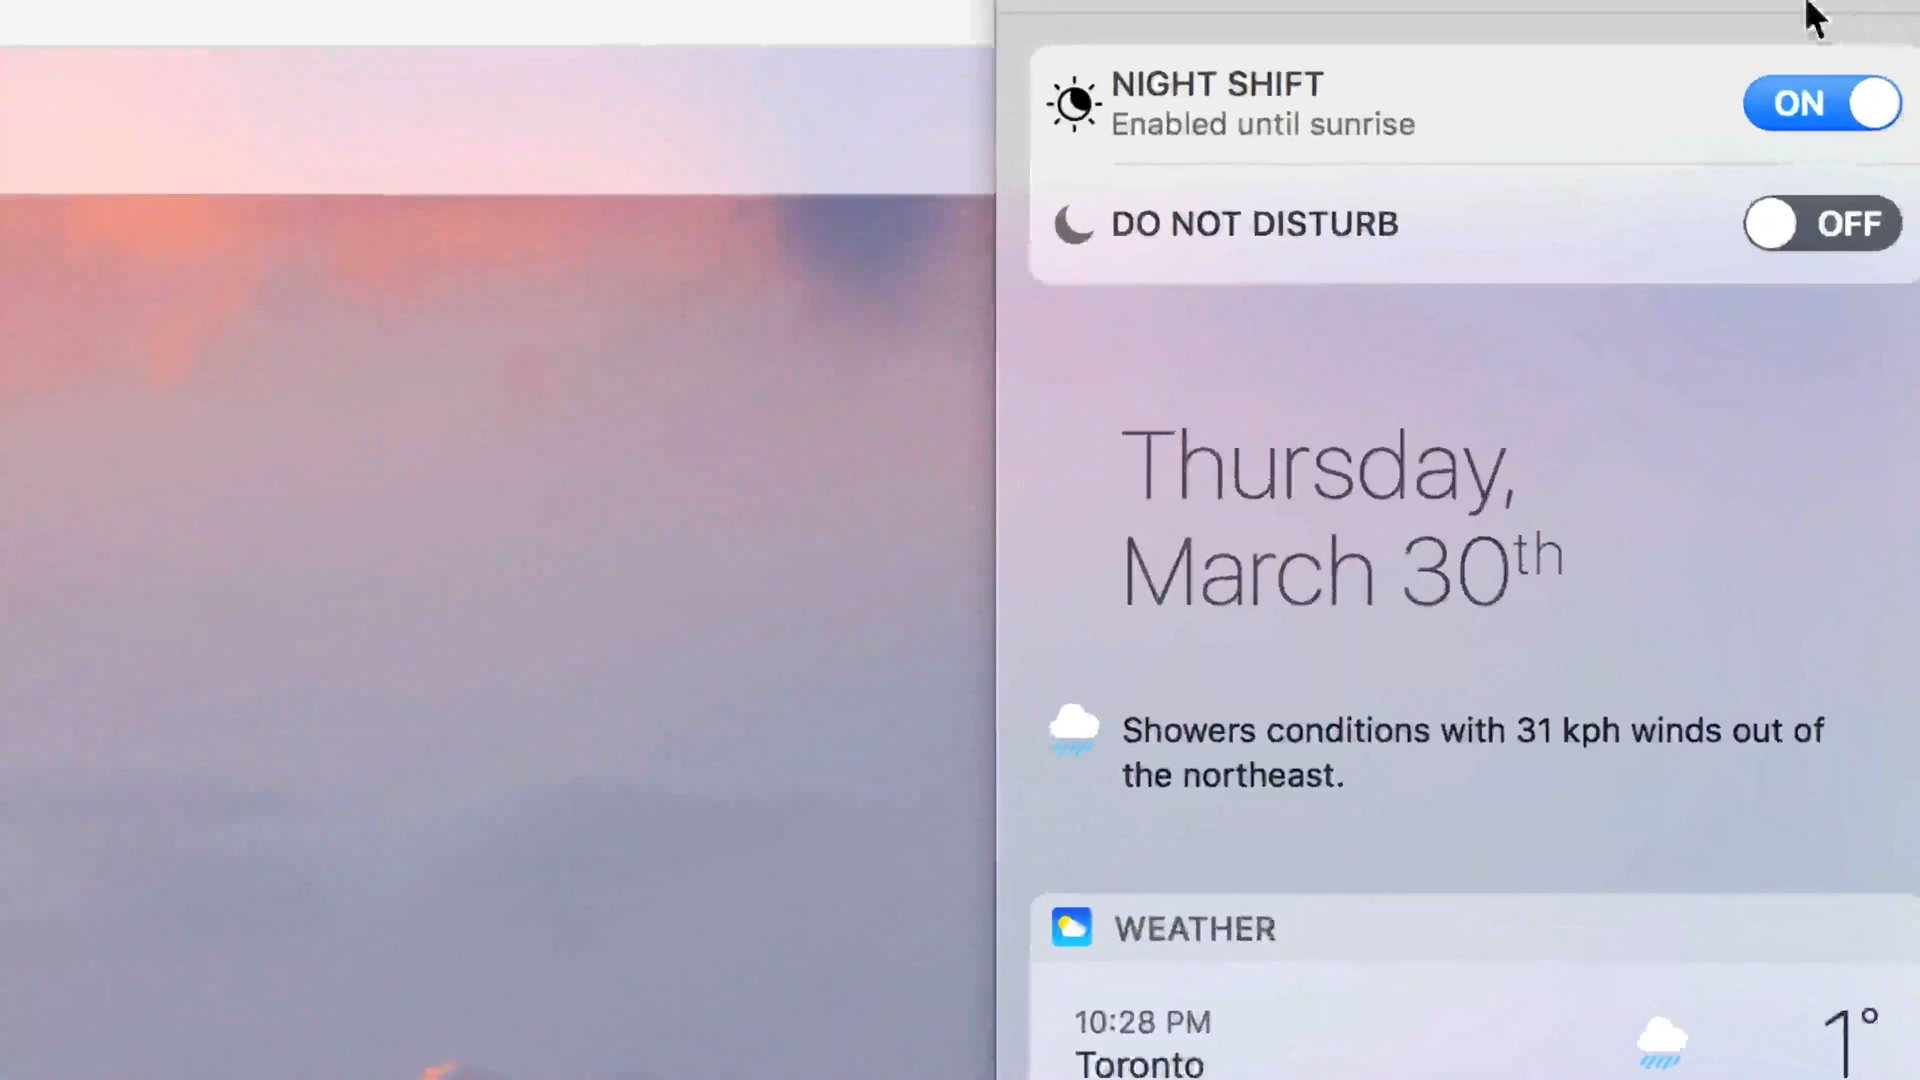 NIGHT SHIFT
Enabled until sunrise
ON
DO NOT DISTURB
OFF
Thursday,
March 30th
Showers conditions with 31 kph winds out of
the northeast.
WEATHER
10:28 PM
Toronto
1°